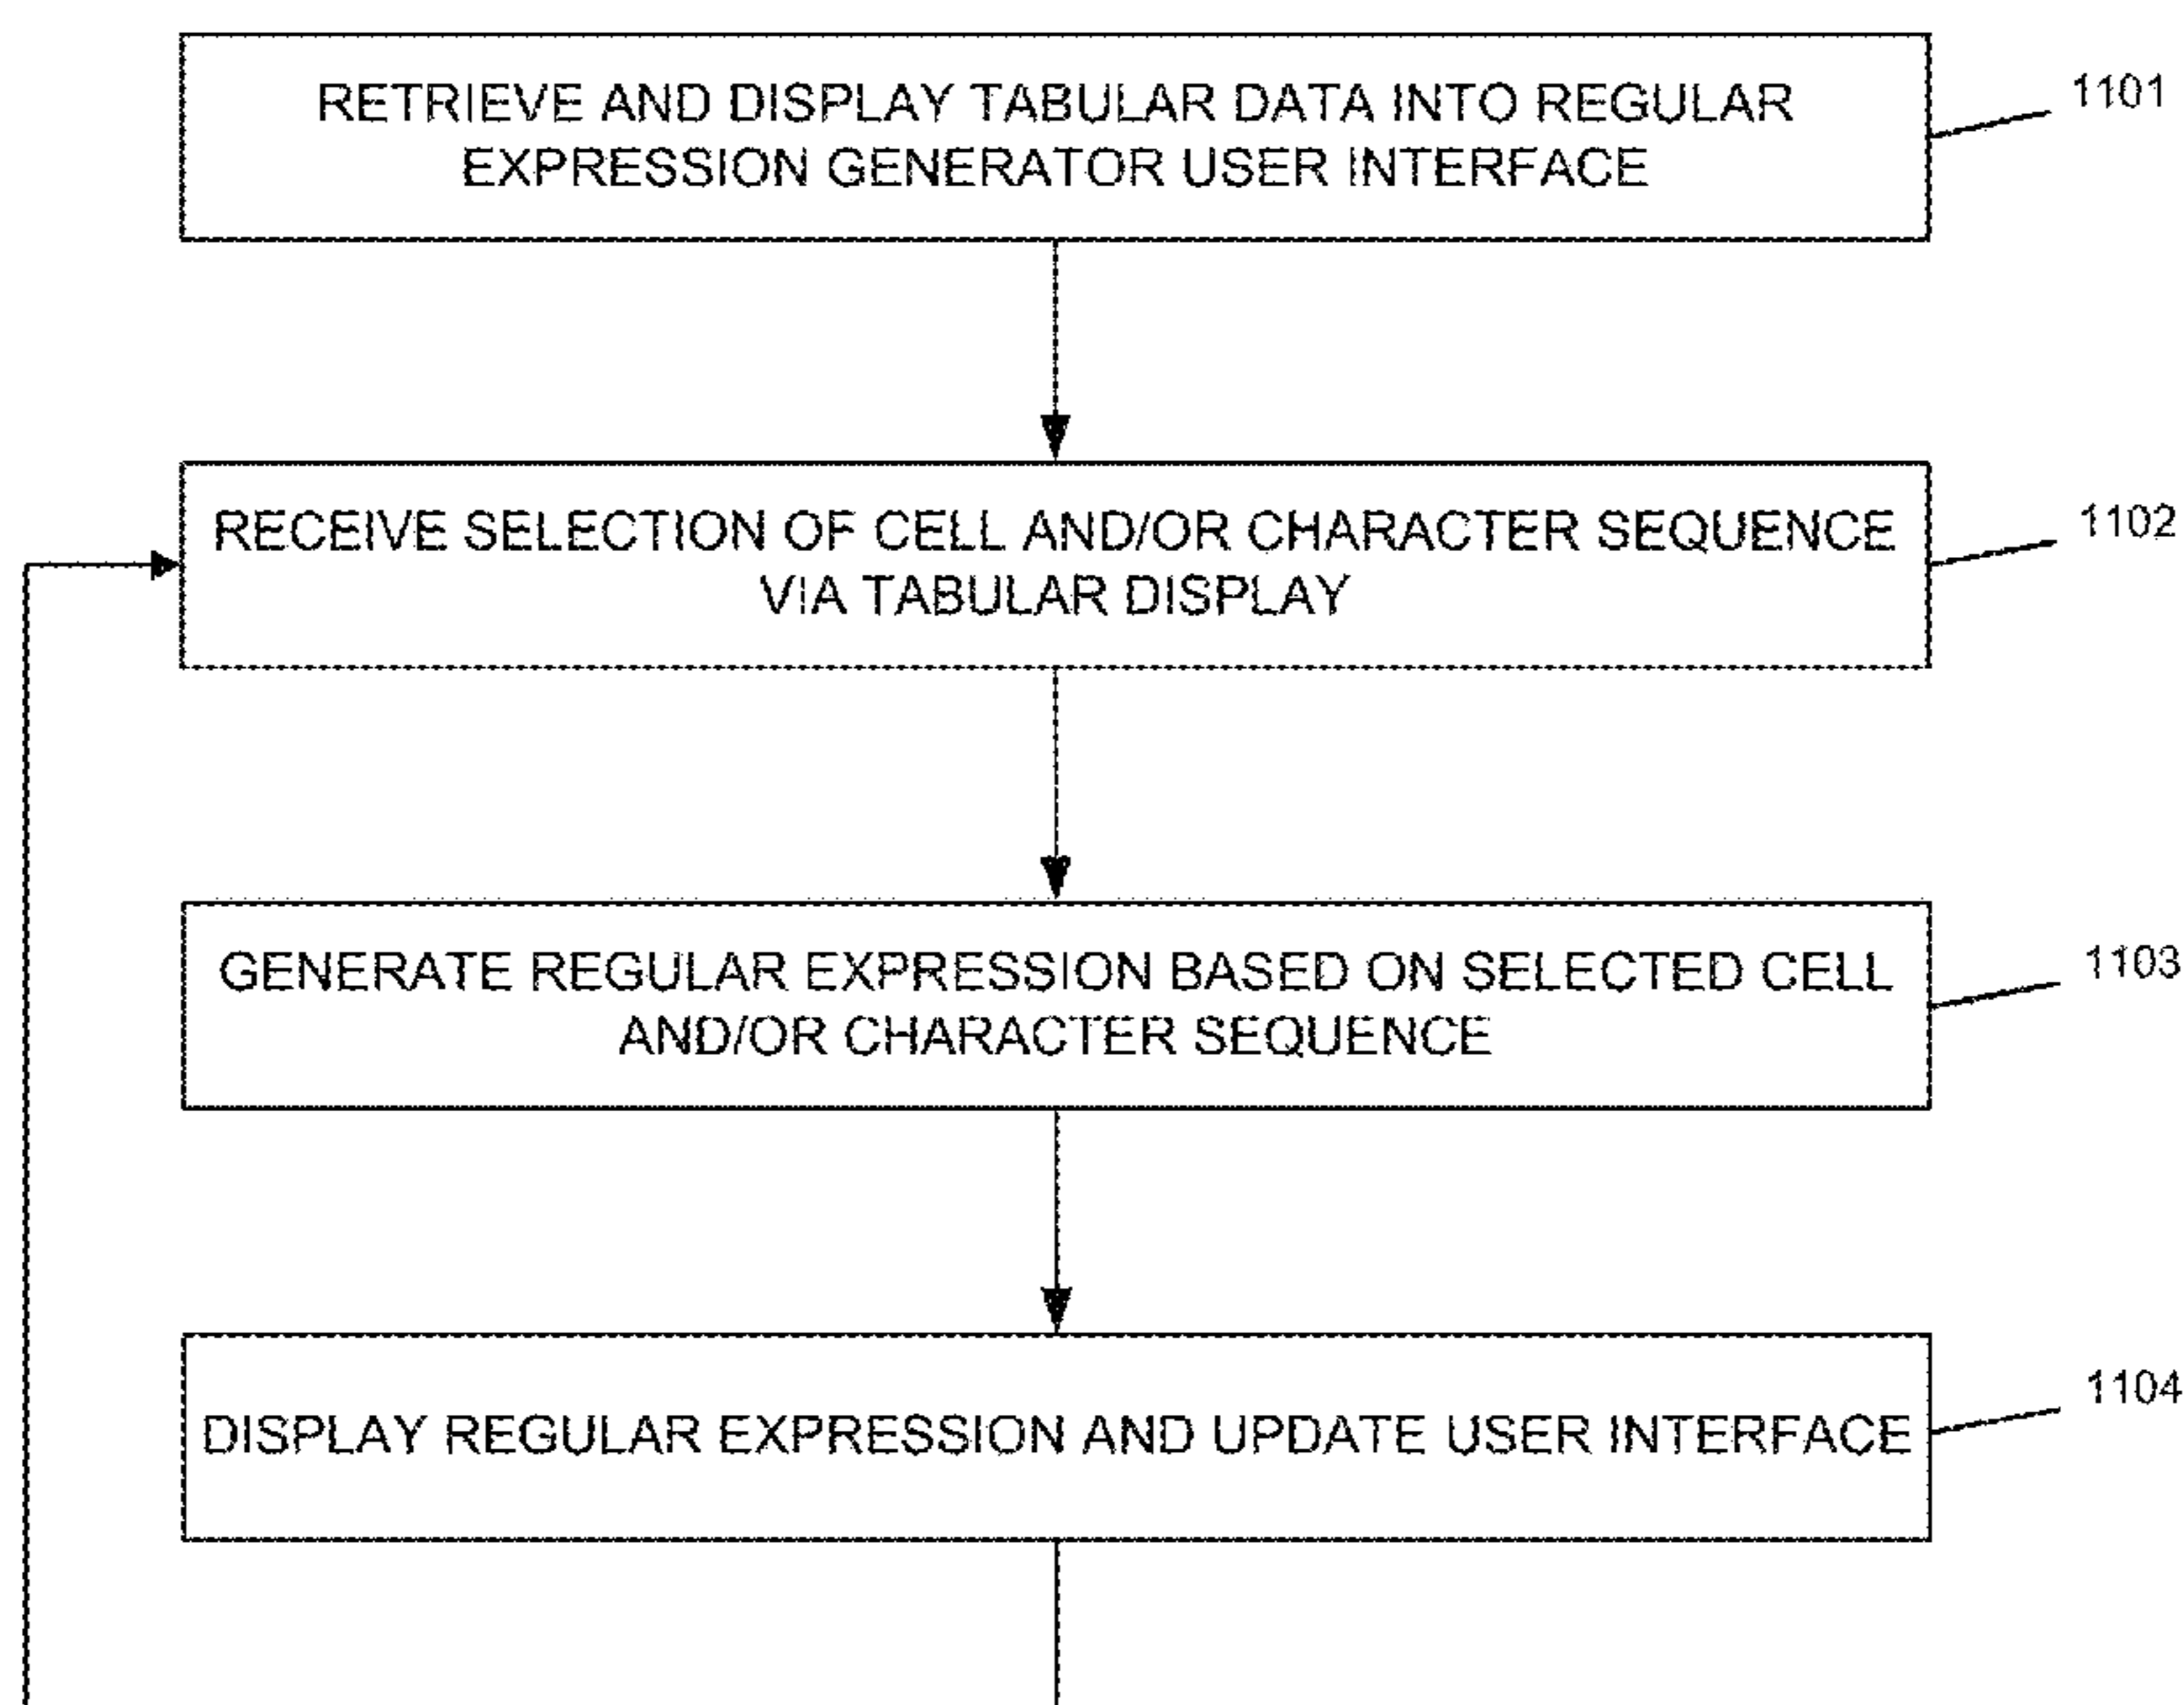 RETRIEVE AND DISPLAY TABULAR DATA INTO REGULAR
EXPRESSION GENERATOR USER INTERFACE
1101
RECEIVE SELECTION OF CELL AND/OR CHARACTER SEQUENCE
VIA TABULAR DISPLAY
1102
GENERATE REGULAR EXPRESSION BASED ON SELECTED CELL
AND/OR CHARACTER SEQUENCE
1103
DISPLAY REGULAR EXPRESSION AND UPDATE USER INTERFACE
1104